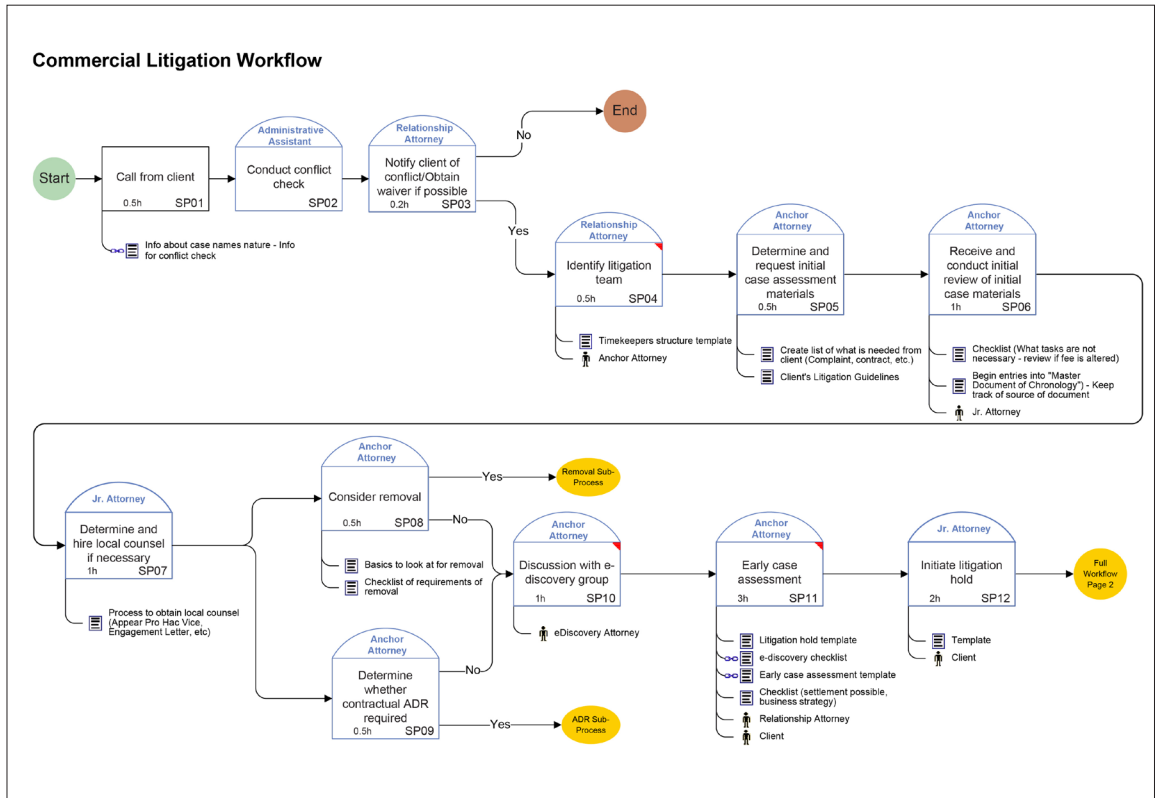 Commercial Litigation Workflow
Start
Call from client
0.5h
SP01
Info about case names nature - Info
for conflict check
Administrative
Assistant
Conduct conflict
check
SP02
Relationship
Attorney
Notify client of
conflict/Obtain
waiver if possible
0.2h
SP03
No
End
Yes
Relationship
Attorney
Identify litigation
team
0.5h
SP04
Timekeepers structure template
Anchor Attorney
Anchor
Attorney
Determine and
request initial
case assessment
materials
0.5h
SP05
Create list of what is needed from
client (Complaint, contract, etc.)
Client's Litigation Guidelines
Anchor
Attorney
Receive and
conduct initial
review of initial
case materials
1h
SP06
Checklist (What tasks are not
necessary - review if fee is altered)
Begin entries into "Master
Document of Chronology") - Keep
track of source of document
Jr. Attorney
Jr. Attorney
Determine and
hire local counsel
if necessary
1h
SP07
Process to obtain local counsel
(Appear Pro Hac Vice,
Engagement Letter, etc)
Anchor
Attorney
Consider removal
0.5h
SP08
Yes
Removal Sub-
Process
No
Basics to look at for removal
Checklist of requirements of
removal
Anchor
Attorney
Determine
whether
contractual ADR
required
0.5h
SP09
No
Yes
ADR Sub-
Process
Anchor
Attorney
Discussion with e-
discovery group
1h
SP10
eDiscovery Attorney
Anchor
Attorney
Early case
assessment
3h
SP11
Litigation hold template
e-discovery checklist
Early case assessment template
Checklist (settlement possible,
business strategy)
Relationship Attorney
Client
Jr. Attorney
Initiate litigation
hold
2h
SP12
Template
Client
Full
Workflow
Page 2